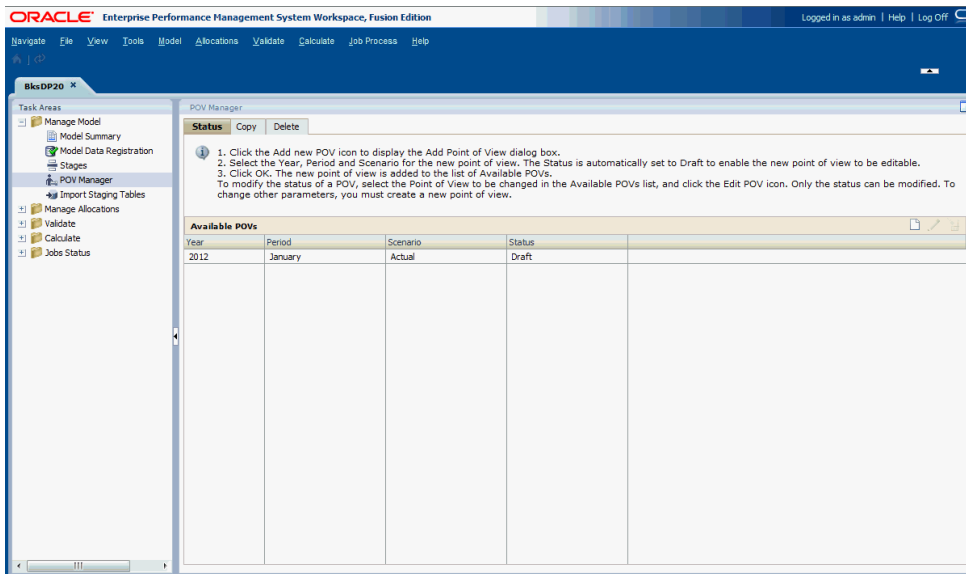 ORACLE Enterprise Performance Management System Workspace, Fusion Edition
Logged in as admin | Help | Log Off
Navigate File View Tools Model Allocations Validate Calculate Job Process Help
BksDP20 ×
Task Areas
Manage Model
Model Summary
Model Data Registration
Stages
POV Manager
Import Staging Tables
Manage Allocations
Validate
Calculate
Jobs Status
POV Manager
Status Copy Delete
1. Click the Add new POV icon to display the Add Point of View dialog box.
2. Select the Year, Period and Scenario for the new point of view. The Status is automatically set to Draft to enable the new point of view to be editable.
3. Click OK. The new point of view is added to the list of Available POVs.
To modify the status of a POV, select the Point of View to be changed in the Available POVs list, and click the Edit POV icon. Only the status can be modified. To
change other parameters, you must create a new point of view.
Available POVs
Year Period Scenario Status
2012 January Actual Draft